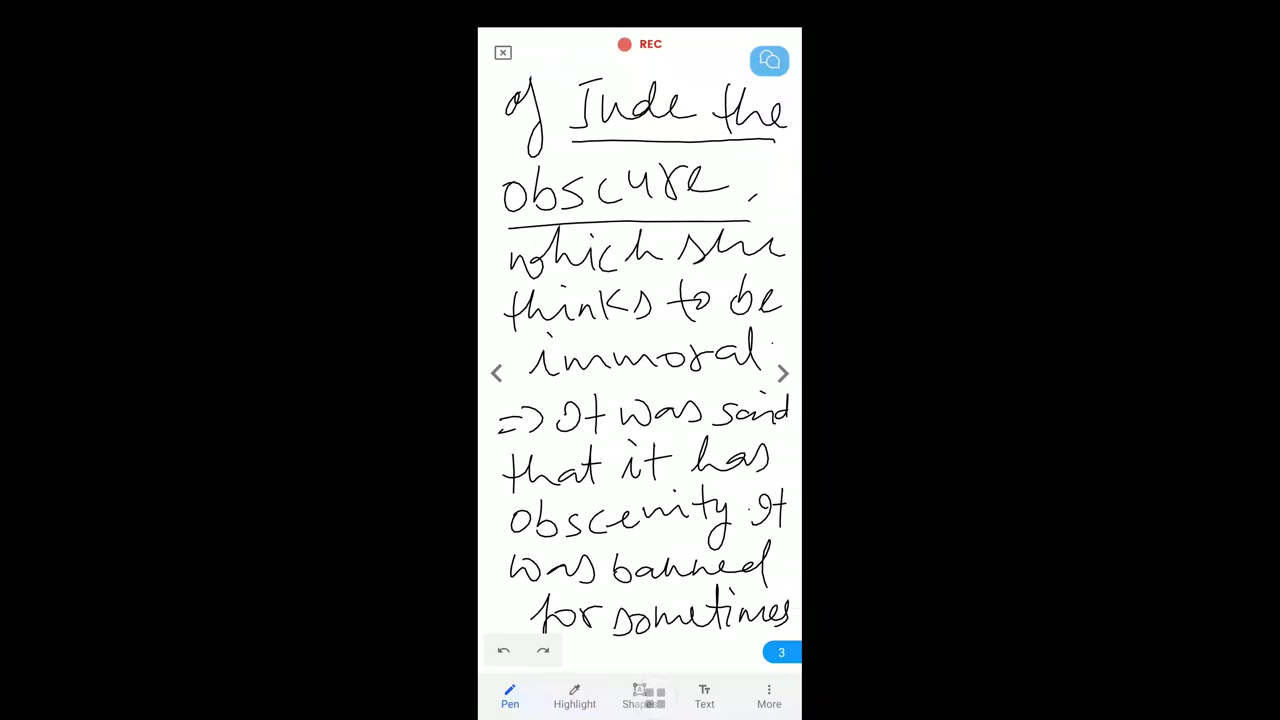 REC
of Jude the
obscure,
which she
thinks to be
immoral.
=> It was said
that it has
obscenity. It
was banned
for sometimes
3
Pen Highlight Shapes Text More